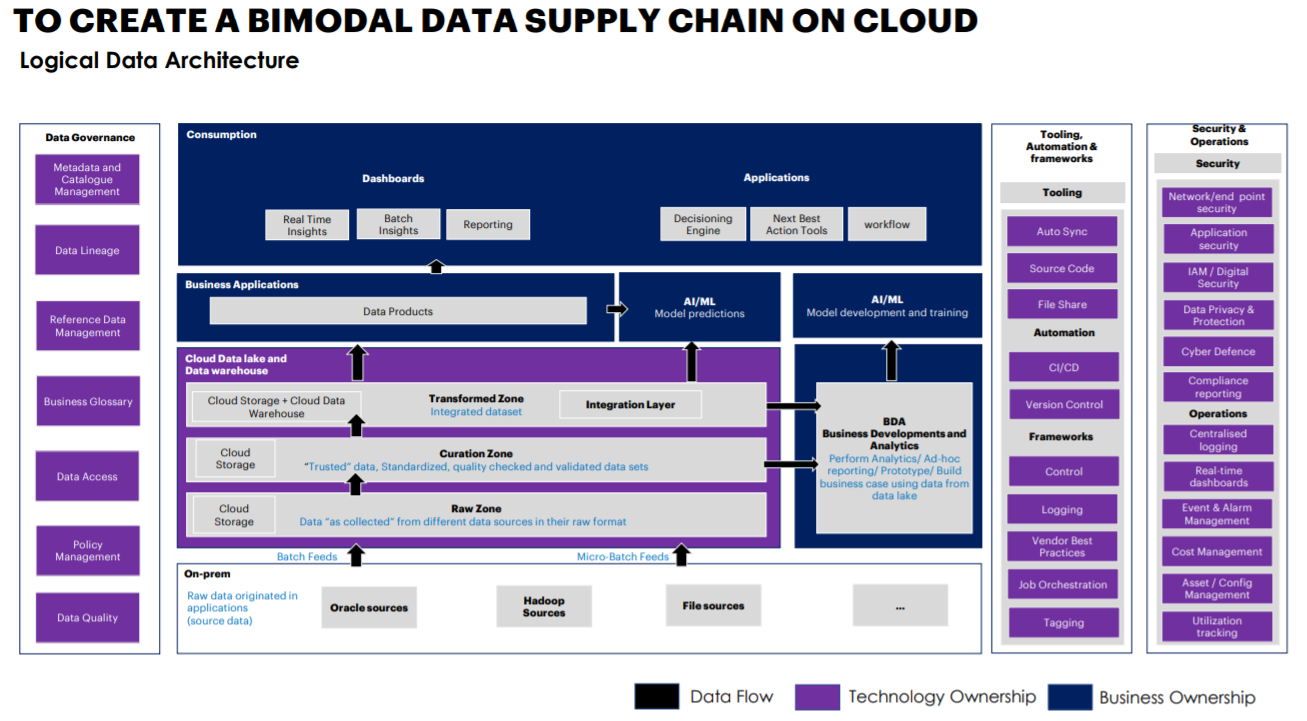 TO CREATE A BIMODAL DATA SUPPLY CHAIN ON CLOUD
Logical Data Architecture
Data Governance
Metadata and
Catalogue
Management
Data Lineage
Reference Data
Management
Business Glossary
Data Access
Policy
Management
Data Quality
Consumption
Dashboards
Real Time
Insights
Batch
Insights
Reporting
Applications
Decisioning
Engine
Next Best
Action Tools
workflow
Business Applications
Data Products
AI/ML
Model predictions
AI/ML
Model development and training
Cloud Data lake and
Data warehouse
Cloud Storage + Cloud Data
Warehouse
Transformed Zone
Integrated dataset
Integration Layer
Cloud
Storage
Curation Zone
“Trusted” data, Standardized, quality checked and validated data sets
Cloud
Storage
Raw Zone
Data “as collected” from different data sources in their raw format
BDA
Business Developments and
Analytics
Perform Analytics/ Ad-hoc
reporting/ Prototype/ Build
business case using data from
data lake
Batch Feeds
Micro-Batch Feeds
On-prem
Raw data originated in
applications
(source data)
Oracle sources
Hadoop
Sources
File sources
...
Tooling,
Automation &
frameworks
Tooling
Auto Sync
Source Code
File Share
Automation
CI/CD
Version Control
Frameworks
Control
Logging
Vendor Best
Practices
Job Orchestration
Tagging
Security &
Operations
Security
Network/end point
security
Application
security
IAM / Digital
Security
Data Privacy &
Protection
Cyber Defence
Compliance
reporting
Operations
Centralised
logging
Real-time
dashboards
Event & Alarm
Management
Cost Management
Asset / Config
Management
Utilization
tracking
Data Flow
Technology Ownership
Business Ownership